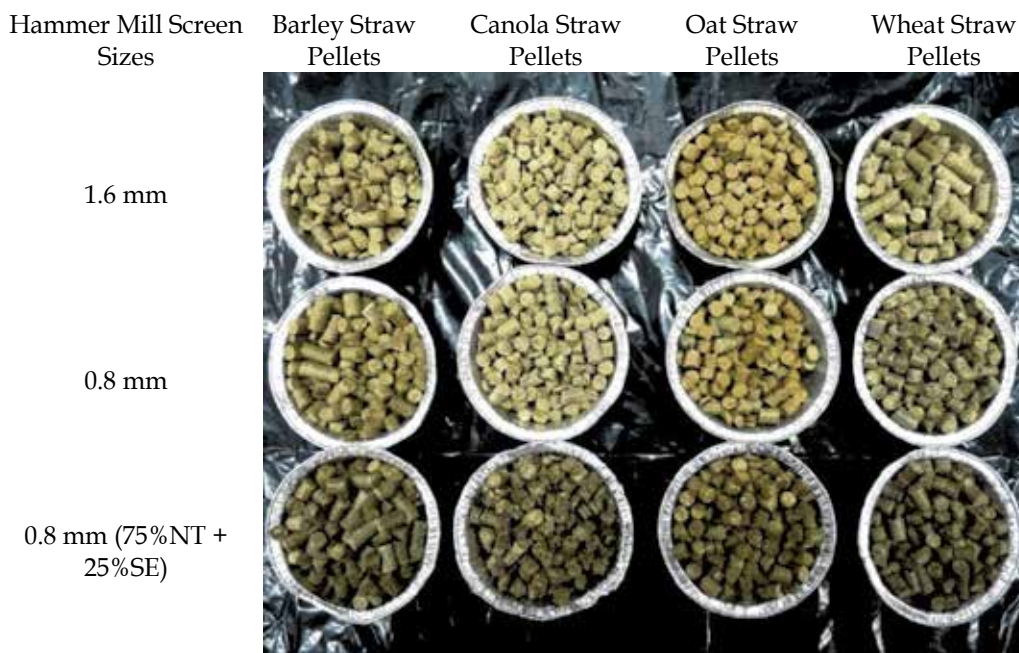 Hammer Mill Screen
Sizes
Barley Straw
Pellets
Canola Straw
Pellets
Oat Straw
Pellets
Wheat Straw
Pellets
1.6 mm
0.8 mm
0.8 mm (75%NT +
25%SE)